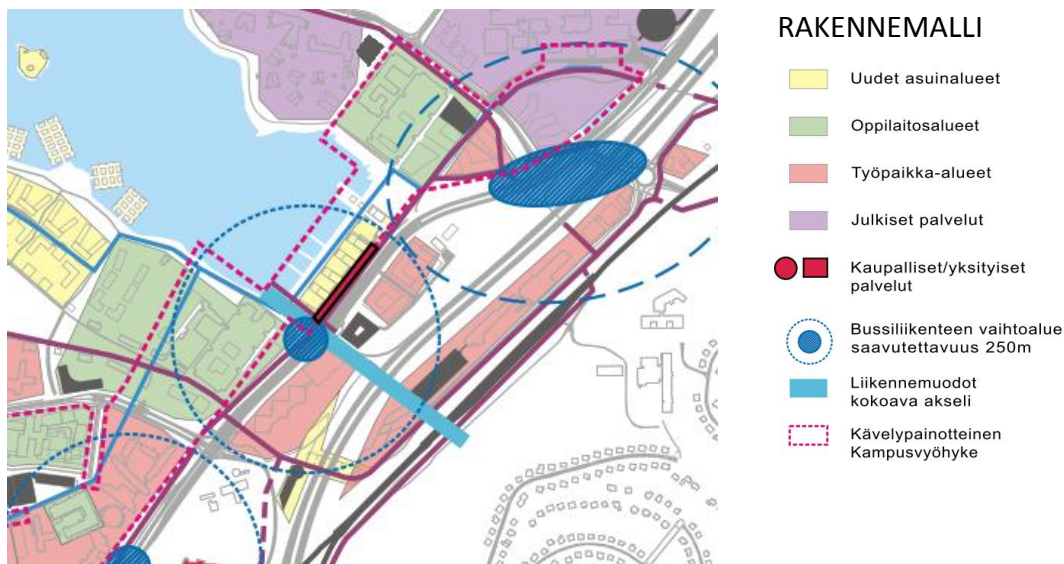 RAKENNEMALLI
Uudet asuinalueet
Oppilaitosalueet
Työpaikka-alueet
Julkiset palvelut
Kaupalliset/yksityiset
palvelut
Bussiliikenteen vaihtoalue
saavutettavuus 250m
Liikennemuodot
kokoava akseli
Kävelypainotteinen
Kampusvyöhyke